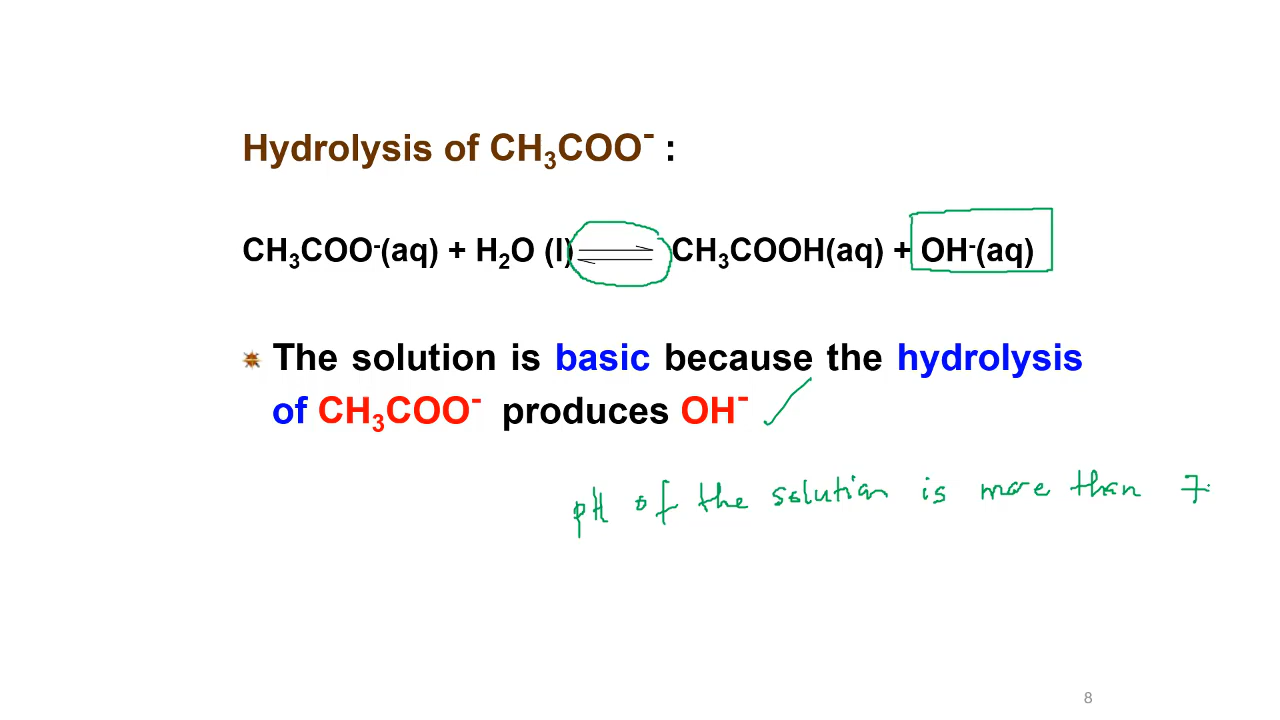 Hydrolysis of CH₃COO⁻ :
CH₃COO⁻(aq) + H₂O (l) ⇌ CH₃COOH(aq) + OH⁻(aq)
The solution is basic because the hydrolysis
of CH₃COO⁻ produces OH⁻
pH of the solution is more than 7.
8